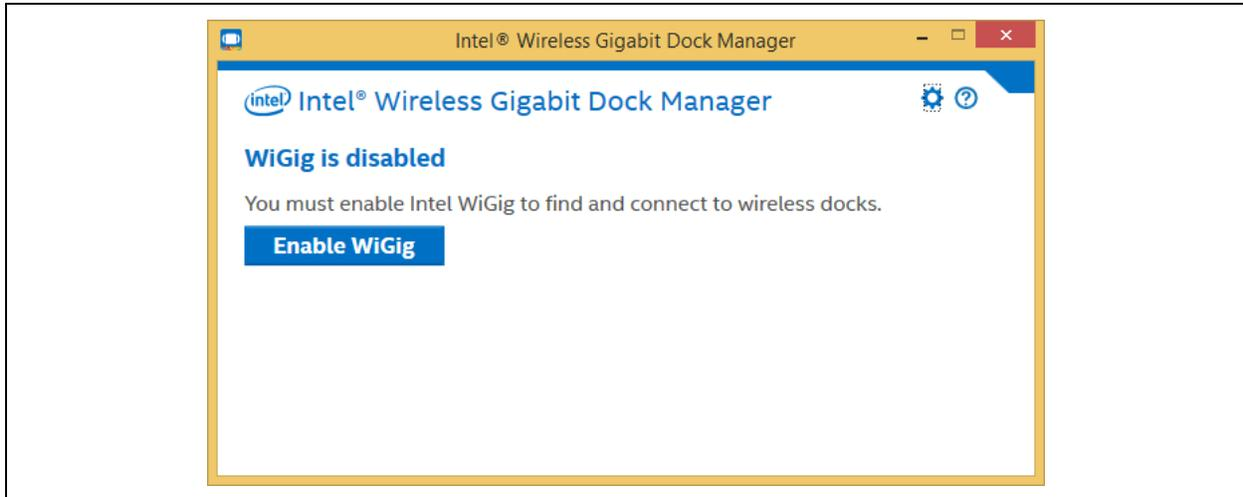 Intel® Wireless Gigabit Dock Manager
intel Intel® Wireless Gigabit Dock Manager
WiGig is disabled
You must enable Intel WiGig to find and connect to wireless docks.
Enable WiGig